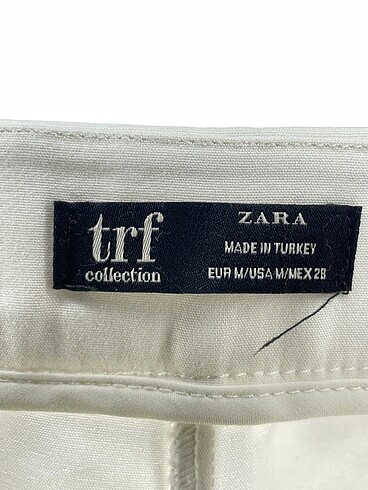 trf
collection
ZARA
MADE IN TURKEY
EUR M/USA M/MEX 28